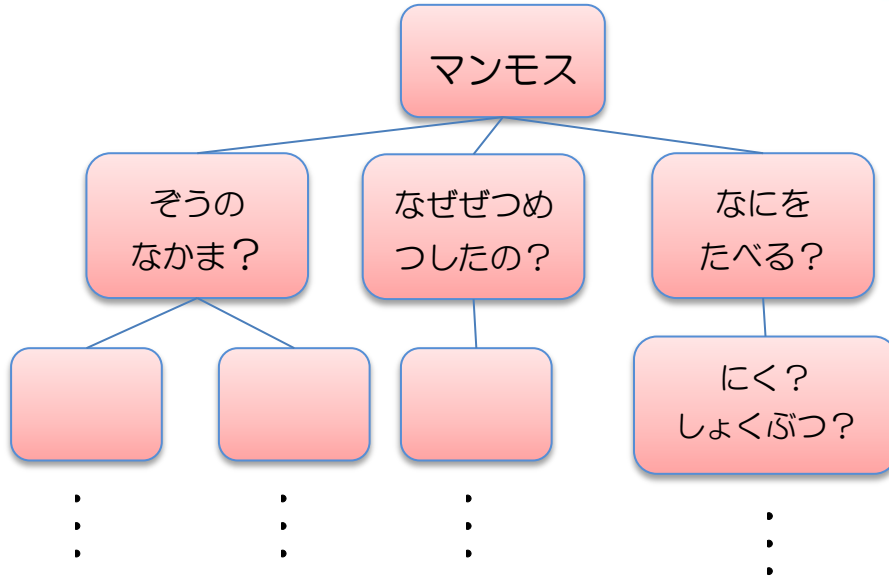 マンモス
ぞうの
なかま？
なぜぜつめ
つしたの？
なにを
たべる？
にく？
しょくぶつ？